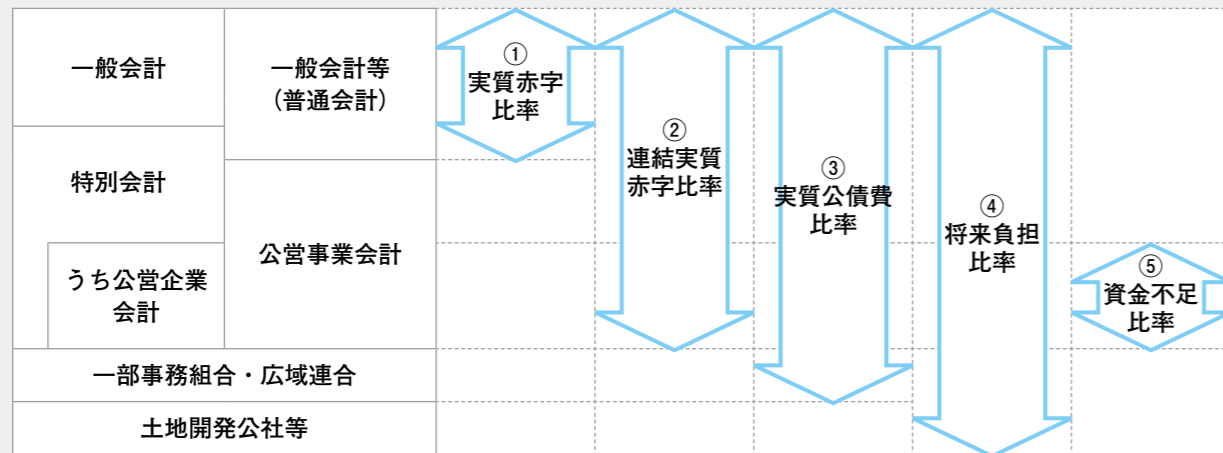 一般会計
一般会計等
（普通会計）
特別会計
公営事業会計
うち公営企業
会計
一部事務組合・広域連合
土地開発公社等
①
実質赤字
比率
②
連結実質
赤字比率
③
実質公債費
比率
④
将来負担
比率
⑤
資金不足
比率